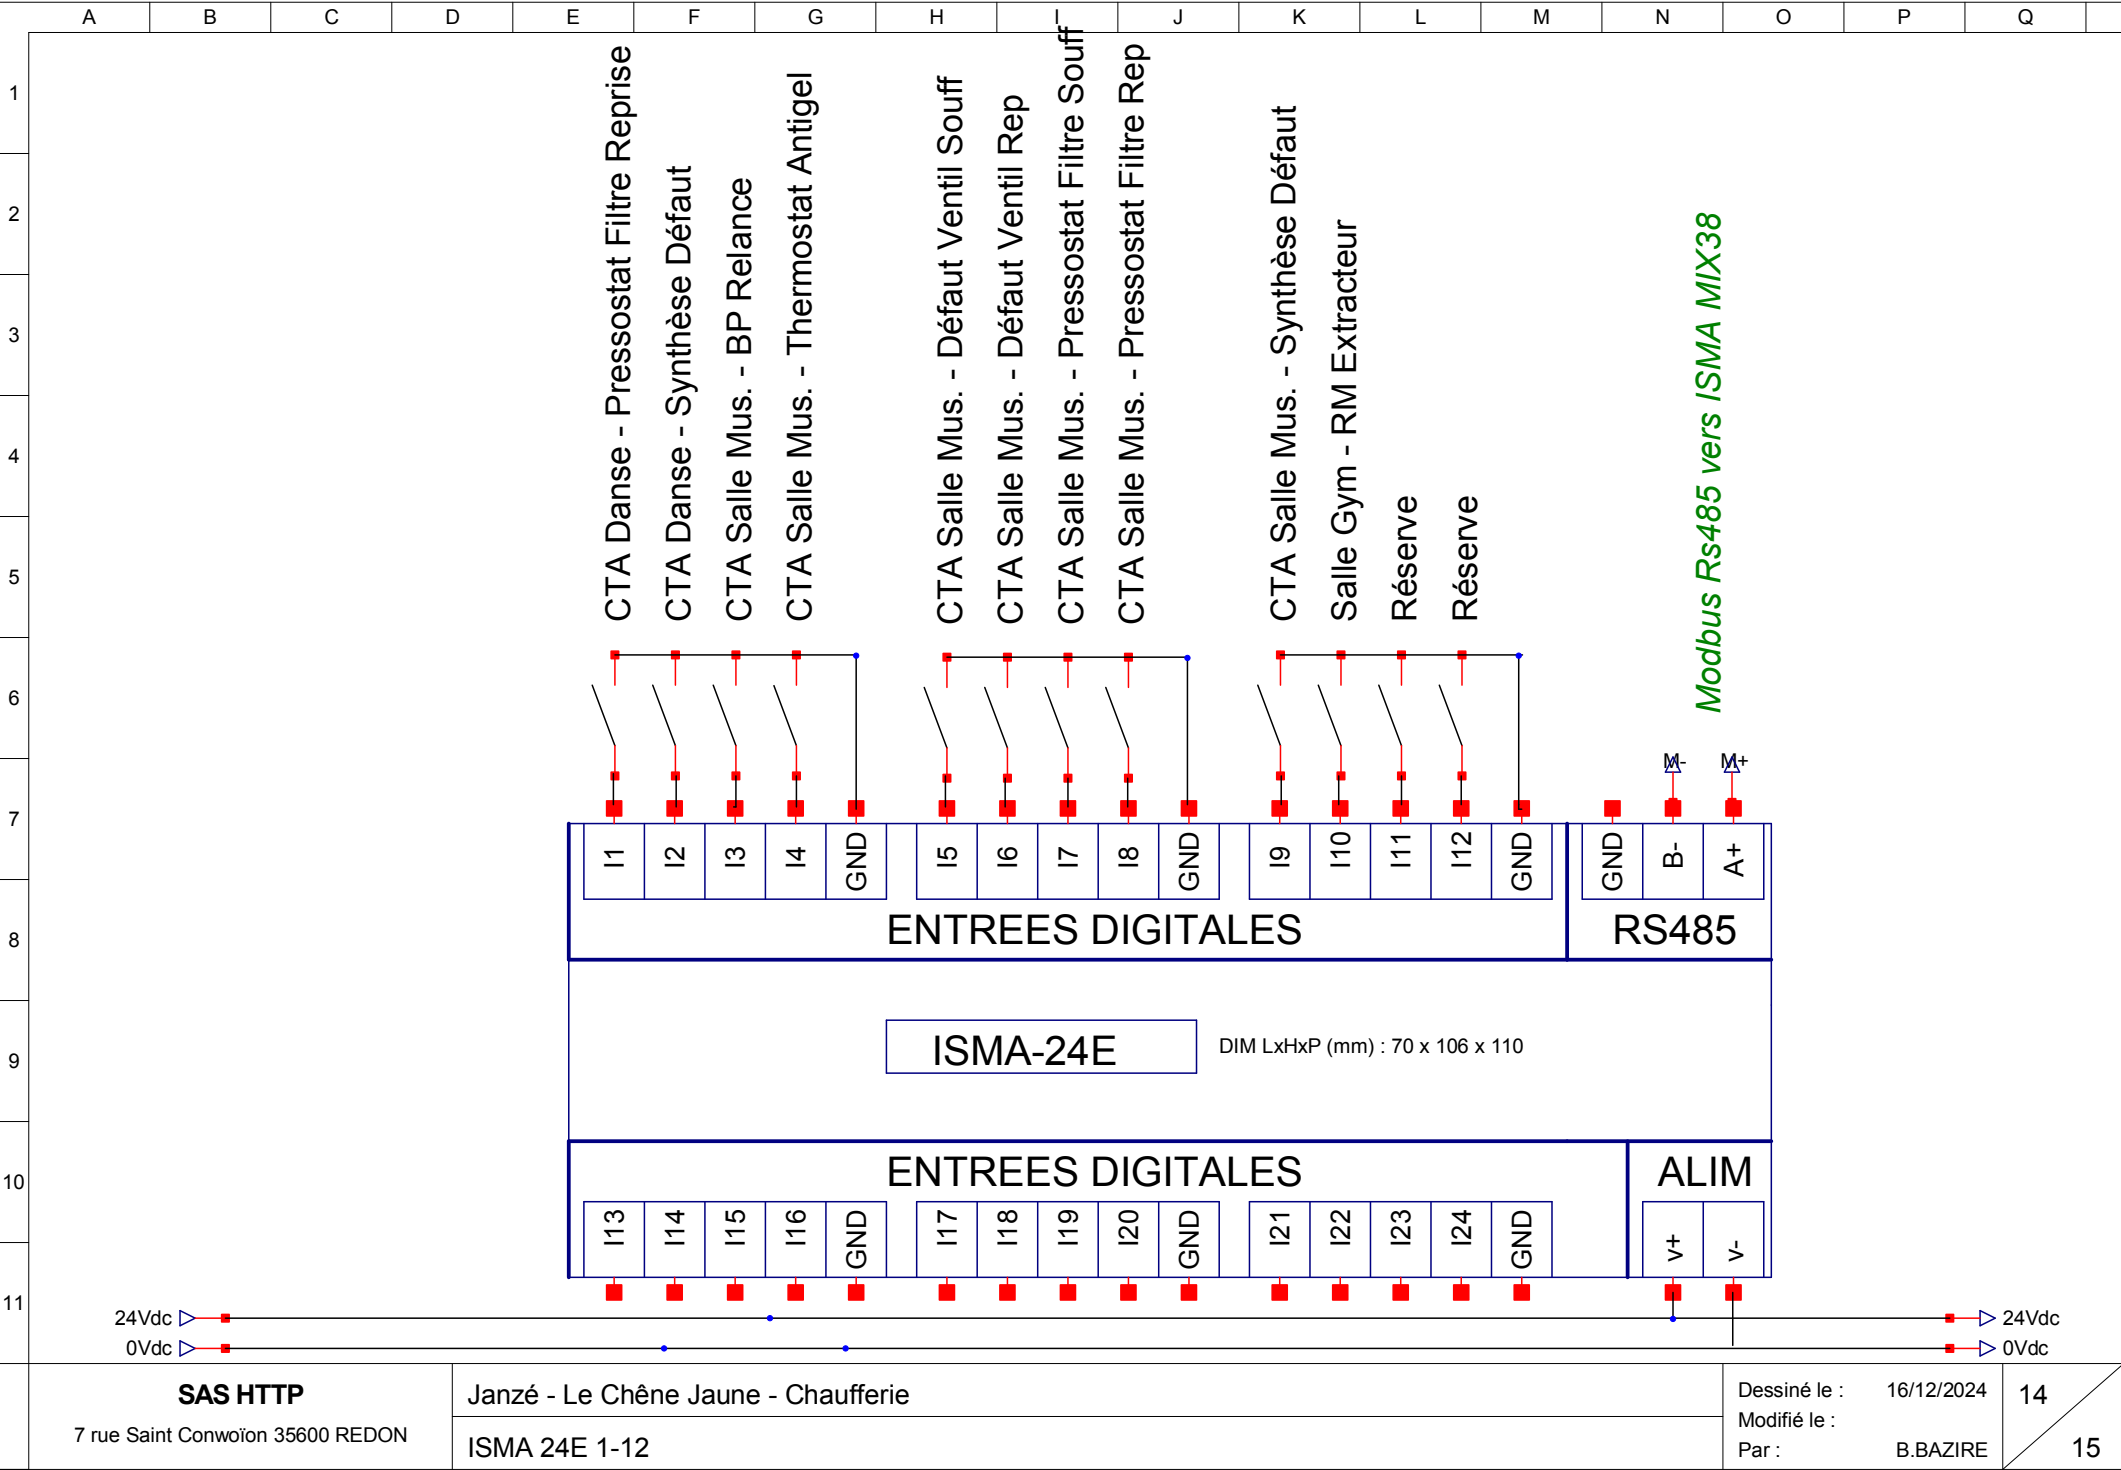 A B C D E F G H I J K L M N O P Q
1
2
3
4
5
6
7
8
9
10
11
CTA Danse - Pressostat Filtre Reprise
CTA Danse - Synthèse Défaut
CTA Salle Mus. - BP Relance
CTA Salle Mus. - Thermostat Antigel
CTA Salle Mus. - Défaut Ventil Souff
CTA Salle Mus. - Défaut Ventil Rep
CTA Salle Mus. - Pressostat Filtre Souff
CTA Salle Mus. - Pressostat Filtre Rep
CTA Salle Mus. - Synthèse Défaut
Salle Gym - RM Extracteur
Réserve
Réserve
Modbus Rs485 vers ISMA MIX38
M- M+
I1 I2 I3 I4 GND I5 I6 I7 I8 GND I9 I10 I11 I12 GND GND B- A+
ENTREES DIGITALES RS485
ISMA-24E DIM LxHxP (mm) : 70 x 106 x 110
ENTREES DIGITALES ALIM
I13 I14 I15 I16 GND I17 I18 I19 I20 GND I21 I22 I23 I24 GND v+ v-
24Vdc 24Vdc
0Vdc 0Vdc
SAS HTTP
7 rue Saint Conwoïon 35600 REDON
Janzé - Le Chêne Jaune - Chaufferie
ISMA 24E 1-12
Dessiné le : 16/12/2024
Modifié le :
Par : B.BAZIRE
14
15